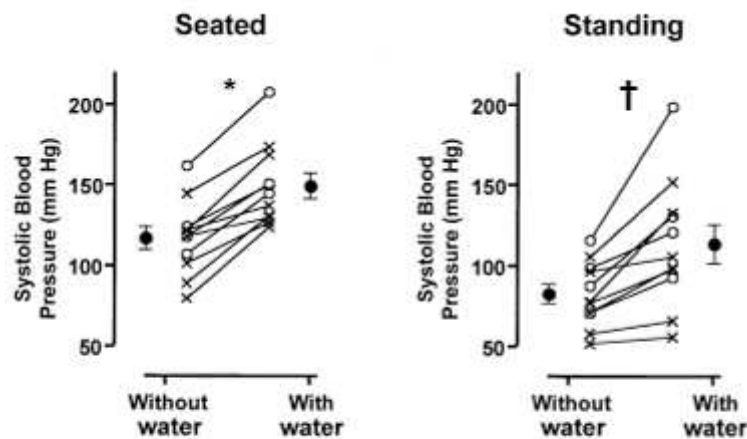 Seated
*
Systolic Blood
Pressure (mm Hg)
200
150
100
50
Without
water
With
water
Standing
†
Systolic Blood
Pressure (mm Hg)
200
150
100
50
Without
water
With
water